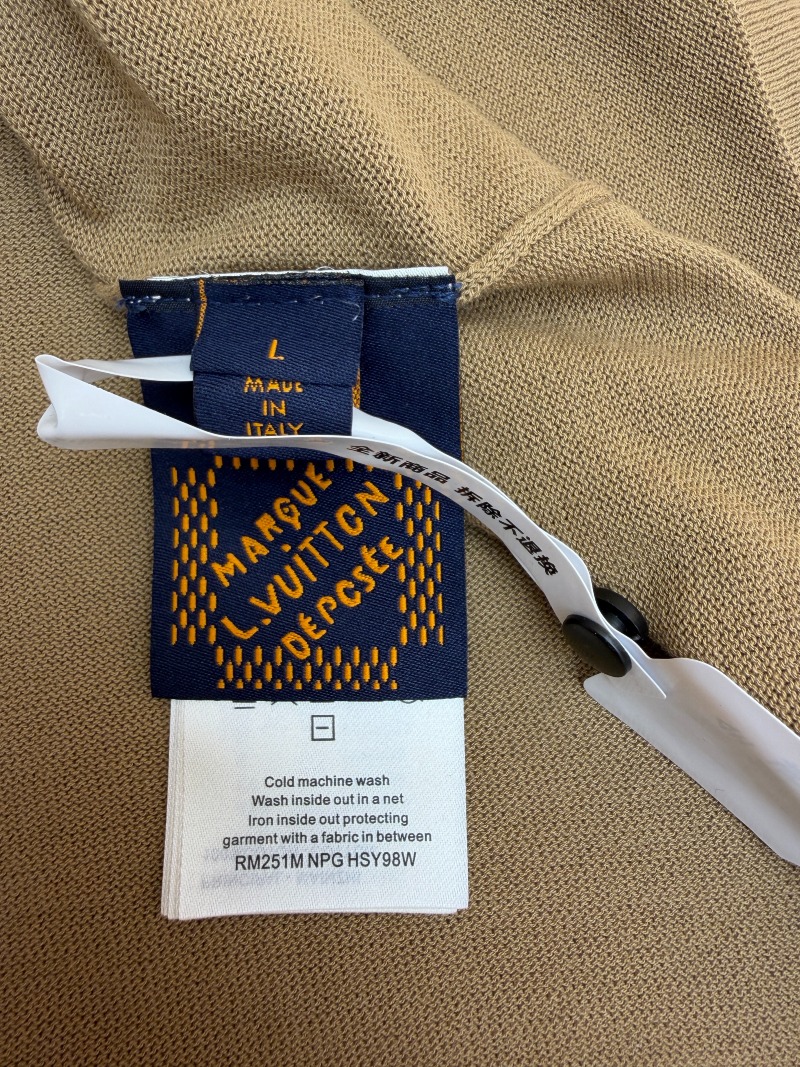 L
MADE
IN
ITALY
全新商品 拆除不退换
MARQUE
L.VUITTON
DÉPOSÉE
Cold machine wash
Wash inside out in a net
Iron inside out protecting
garment with a fabric in between
RM251M NPG HSY98W